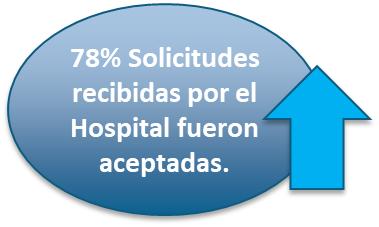 78% Solicitudes
recibidas por el
Hospital fueron
aceptadas.